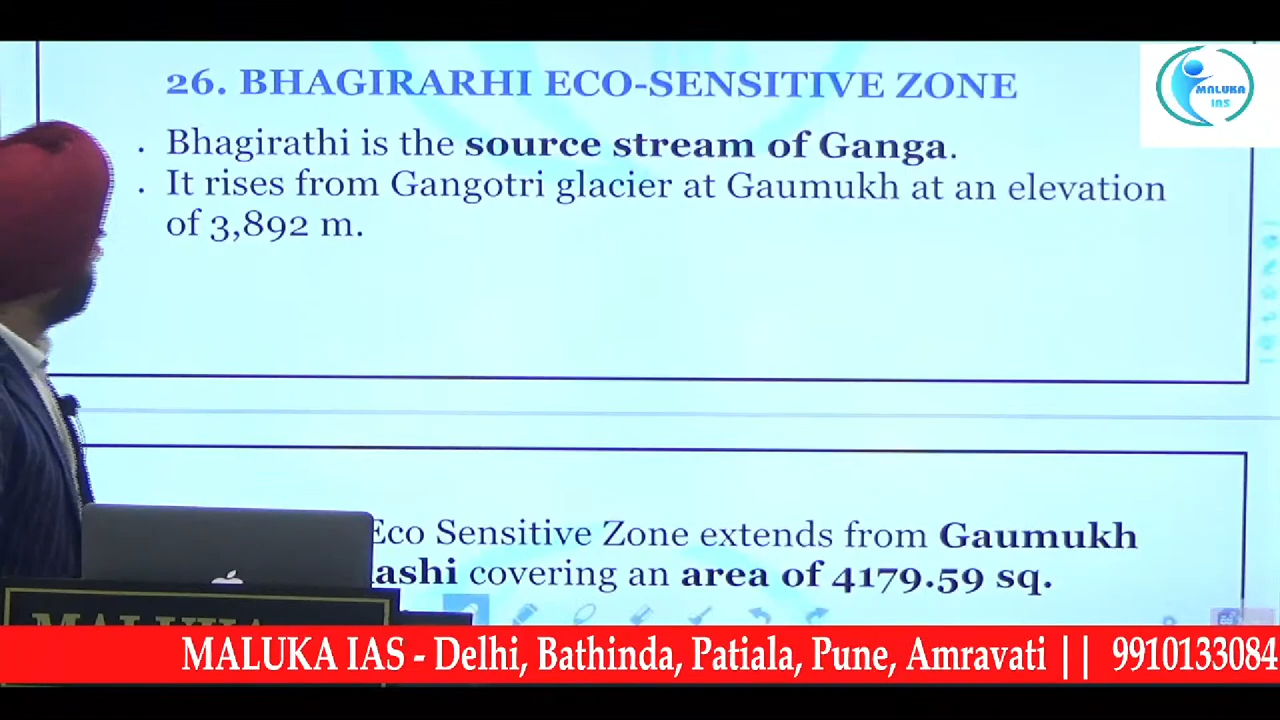 26. BHAGIRARHI ECO-SENSITIVE ZONE
MALUKA
IAS
. Bhagirathi is the source stream of Ganga.
. It rises from Gangotri glacier at Gaumukh at an elevation
of 3,892 m.
Eco Sensitive Zone extends from Gaumukh
ashi covering an area of 4179.59 sq.
MALUKA
MALUKA IAS - Delhi, Bathinda, Patiala, Pune, Amravati || 9910133084